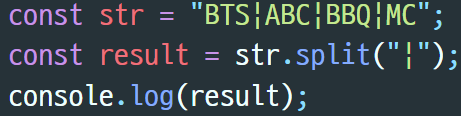 const str = "BTS¦ABC¦BBQ¦MC";
const result = str.split("¦");
console.log(result);